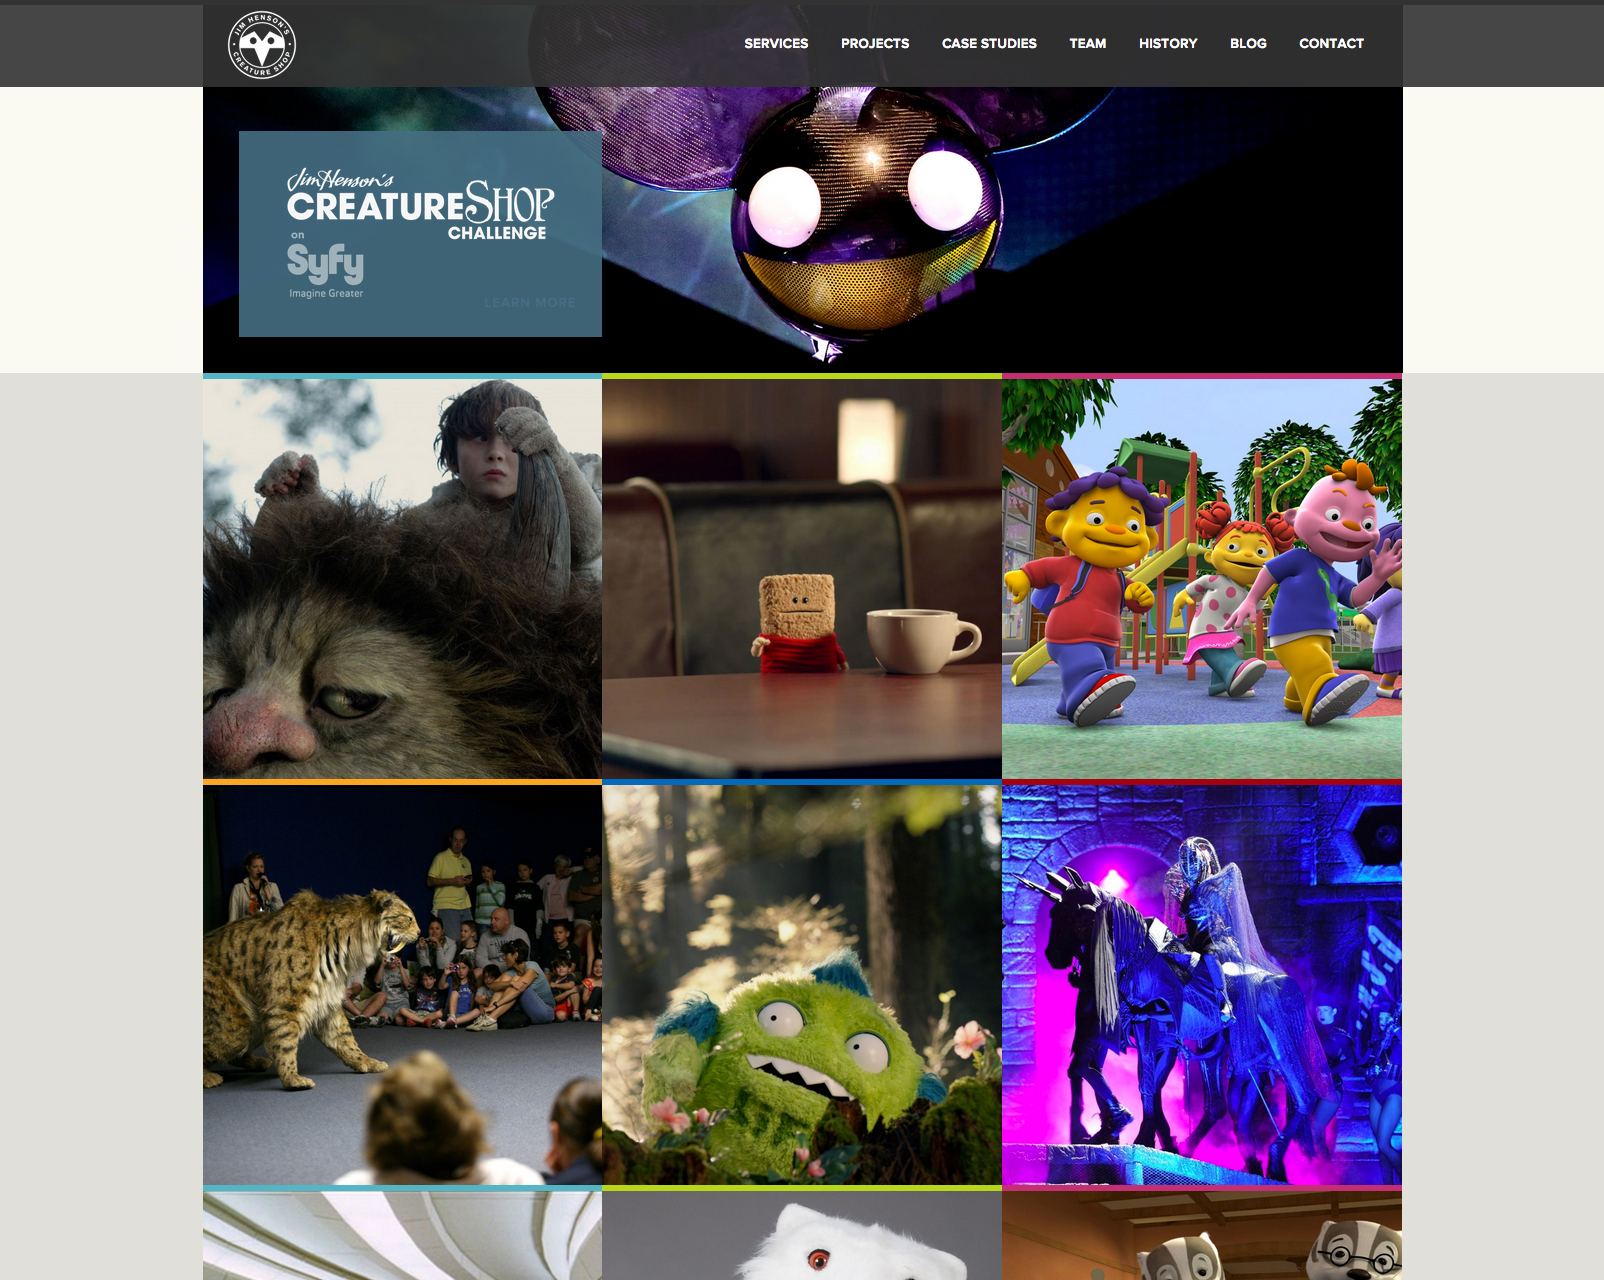 JIM HENSON'S
CREATURE SHOP
SERVICES PROJECTS CASE STUDIES TEAM HISTORY BLOG CONTACT
Jim Henson's
CREATURE SHOP
CHALLENGE
on
Syfy
Imagine Greater
LEARN MORE